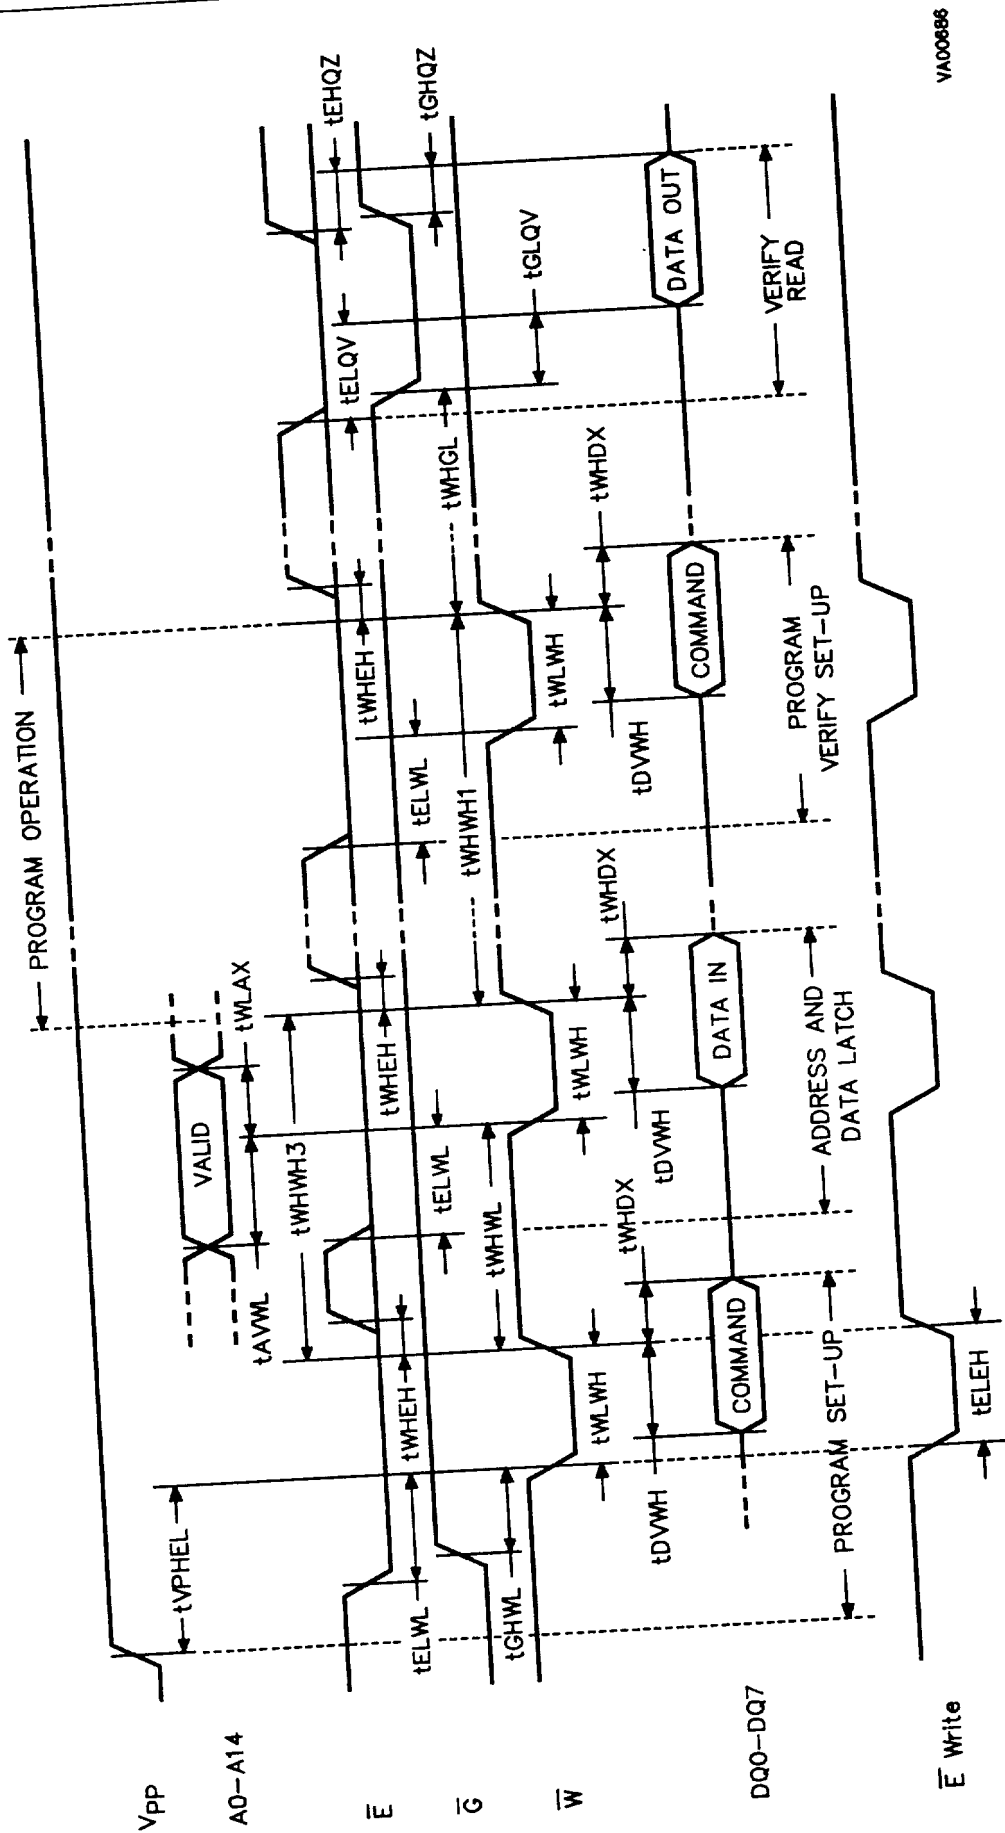 PROGRAM OPERATION
VPP
tVPHEL
A0-A14
VALID
tAVWL
tWLAX
tWHWH3
E
tELWL
tWHEH
tELWL
tWHEH
tELWL
tWHEH
tELQV
tEHQZ
G
tGHWL
tWHWL
tWHWH1
tWHGL
tGLQV
tGHQZ
W
tWLWH
tWLWH
tWLWH
tDVWH
tWHDX
tDVWH
tWHDX
tDVWH
tWHDX
DQ0-DQ7
COMMAND
DATA IN
COMMAND
DATA OUT
PROGRAM SET-UP
ADDRESS AND
DATA LATCH
PROGRAM
VERIFY SET-UP
VERIFY
READ
E Write
tELEH
VA00686